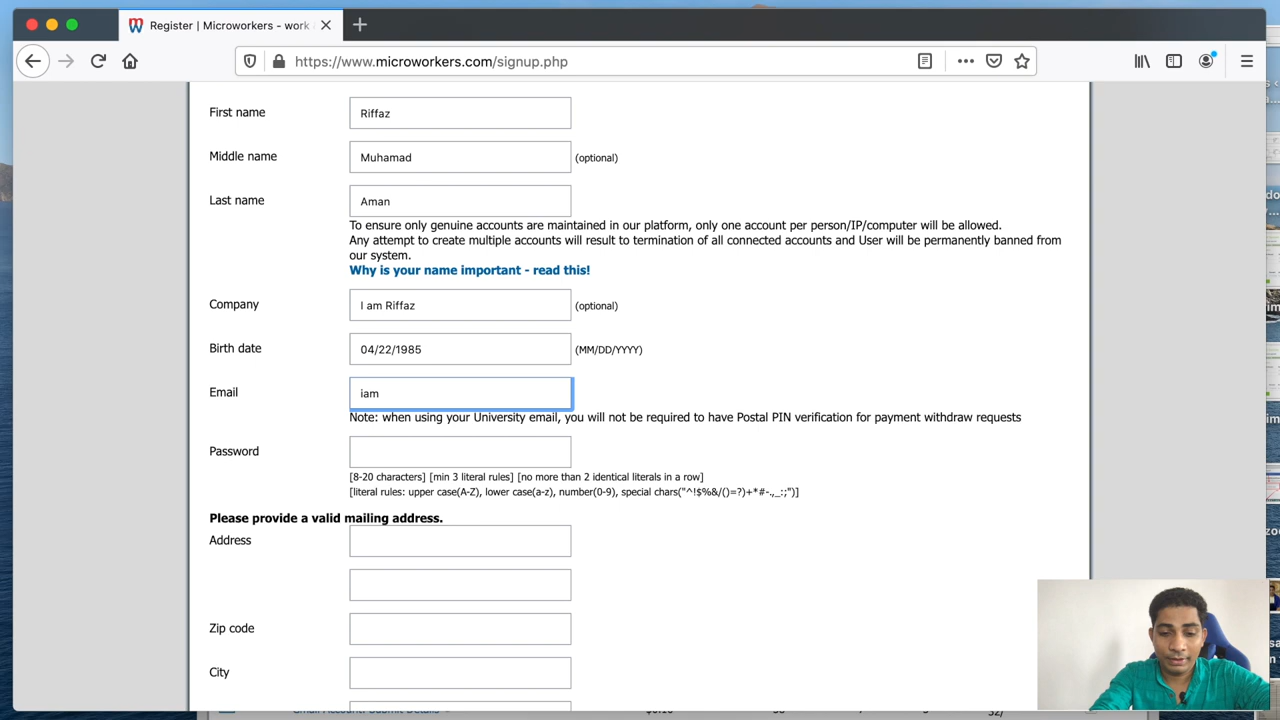 Register | Microworkers - work
https://www.microworkers.com/signup.php
First name
Riffaz
Middle name
Muhamad
(optional)
Last name
Aman
To ensure only genuine accounts are maintained in our platform, only one account per person/IP/computer will be allowed.
Any attempt to create multiple accounts will result to termination of all connected accounts and User will be permanently banned from
our system.
Why is your name important - read this!
Company
I am Riffaz
(optional)
Birth date
04/22/1985
(MM/DD/YYYY)
Email
iam
Note: when using your University email, you will not be required to have Postal PIN verification for payment withdraw requests
Password
[8-20 characters] [min 3 literal rules] [no more than 2 identical literals in a row]
[literal rules: upper case(A-Z), lower case(a-z), number(0-9), special chars("^!$%&/()=?)+*#-.,_:;")]
Please provide a valid mailing address.
Address
Zip code
City